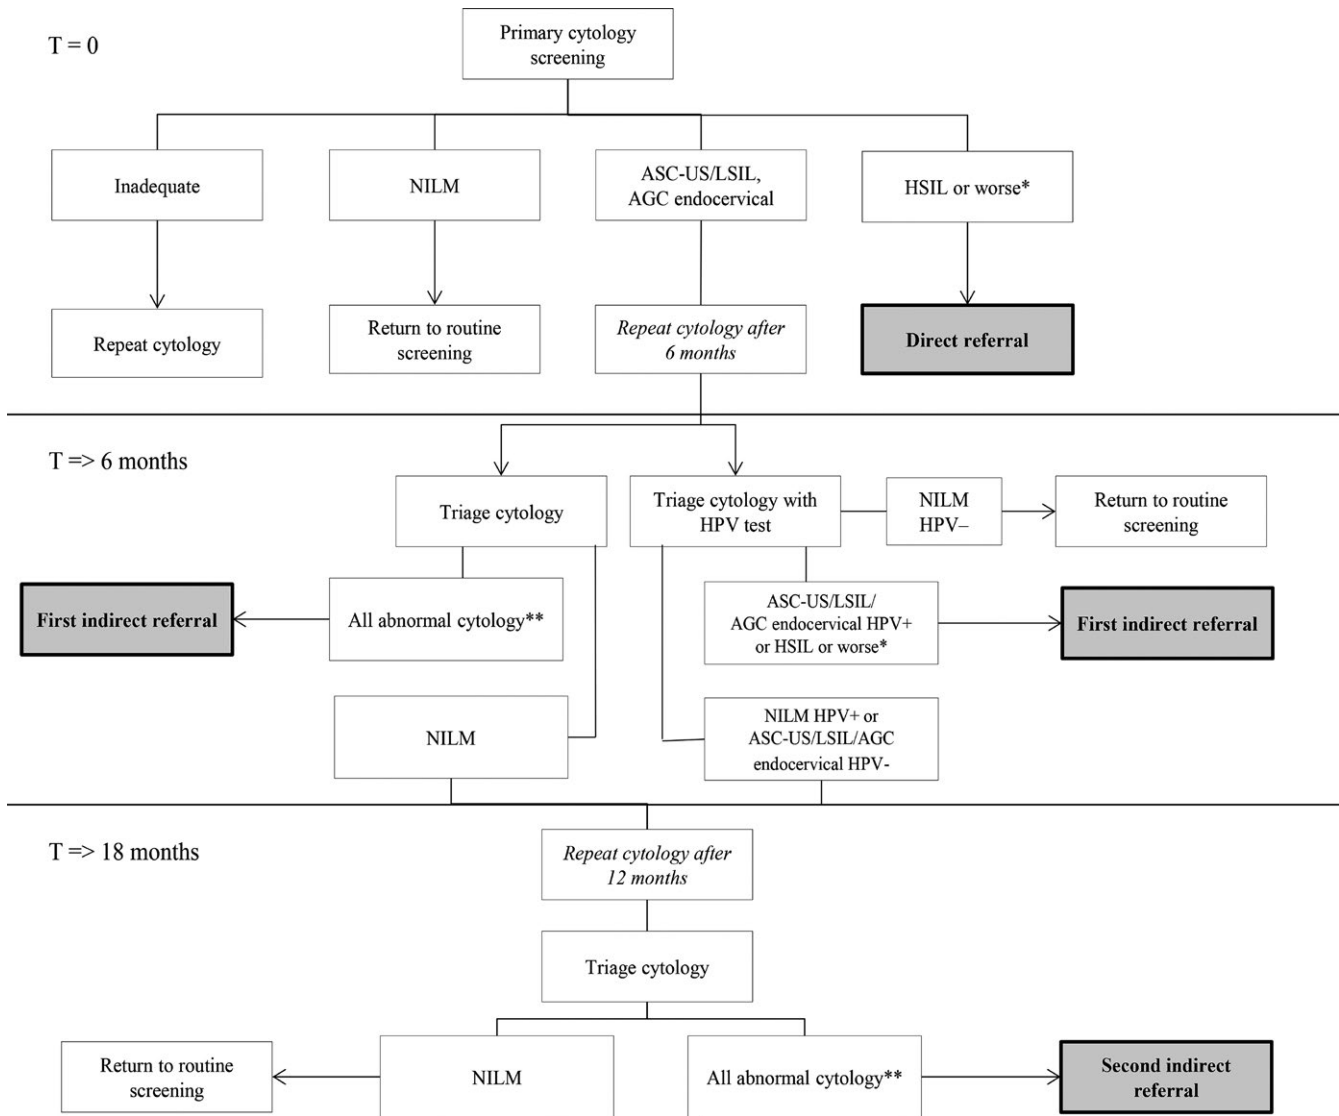 T = 0
Primary cytology
screening
Inadequate
NILM
ASC-US/LSIL,
AGC endocervical
HSIL or worse*
Repeat cytology
Return to routine
screening
Repeat cytology after
6 months
Direct referral
T => 6 months
Triage cytology
Triage cytology with
HPV test
NILM
HPV–
Return to routine
screening
First indirect referral
All abnormal cytology**
ASC-US/LSIL/
AGC endocervical HPV+
or HSIL or worse*
First indirect referral
NILM
NILM HPV+ or
ASC-US/LSIL/AGC
endocervical HPV-
T => 18 months
Repeat cytology after
12 months
Triage cytology
Return to routine
screening
NILM
All abnormal cytology**
Second indirect
referral